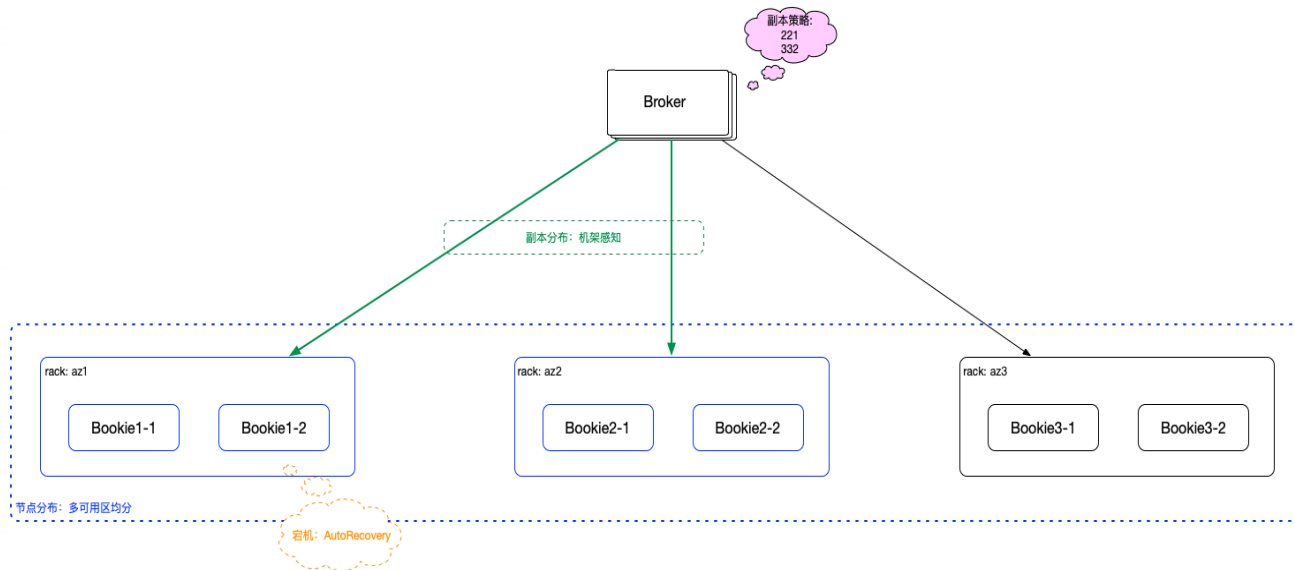 副本策略:
221
332
Broker
副本分布：机架感知
rack: az1
rack: az2
rack: az3
Bookie1-1
Bookie1-2
Bookie2-1
Bookie2-2
Bookie3-1
Bookie3-2
节点分布：多可用区均分
宕机：AutoRecovery